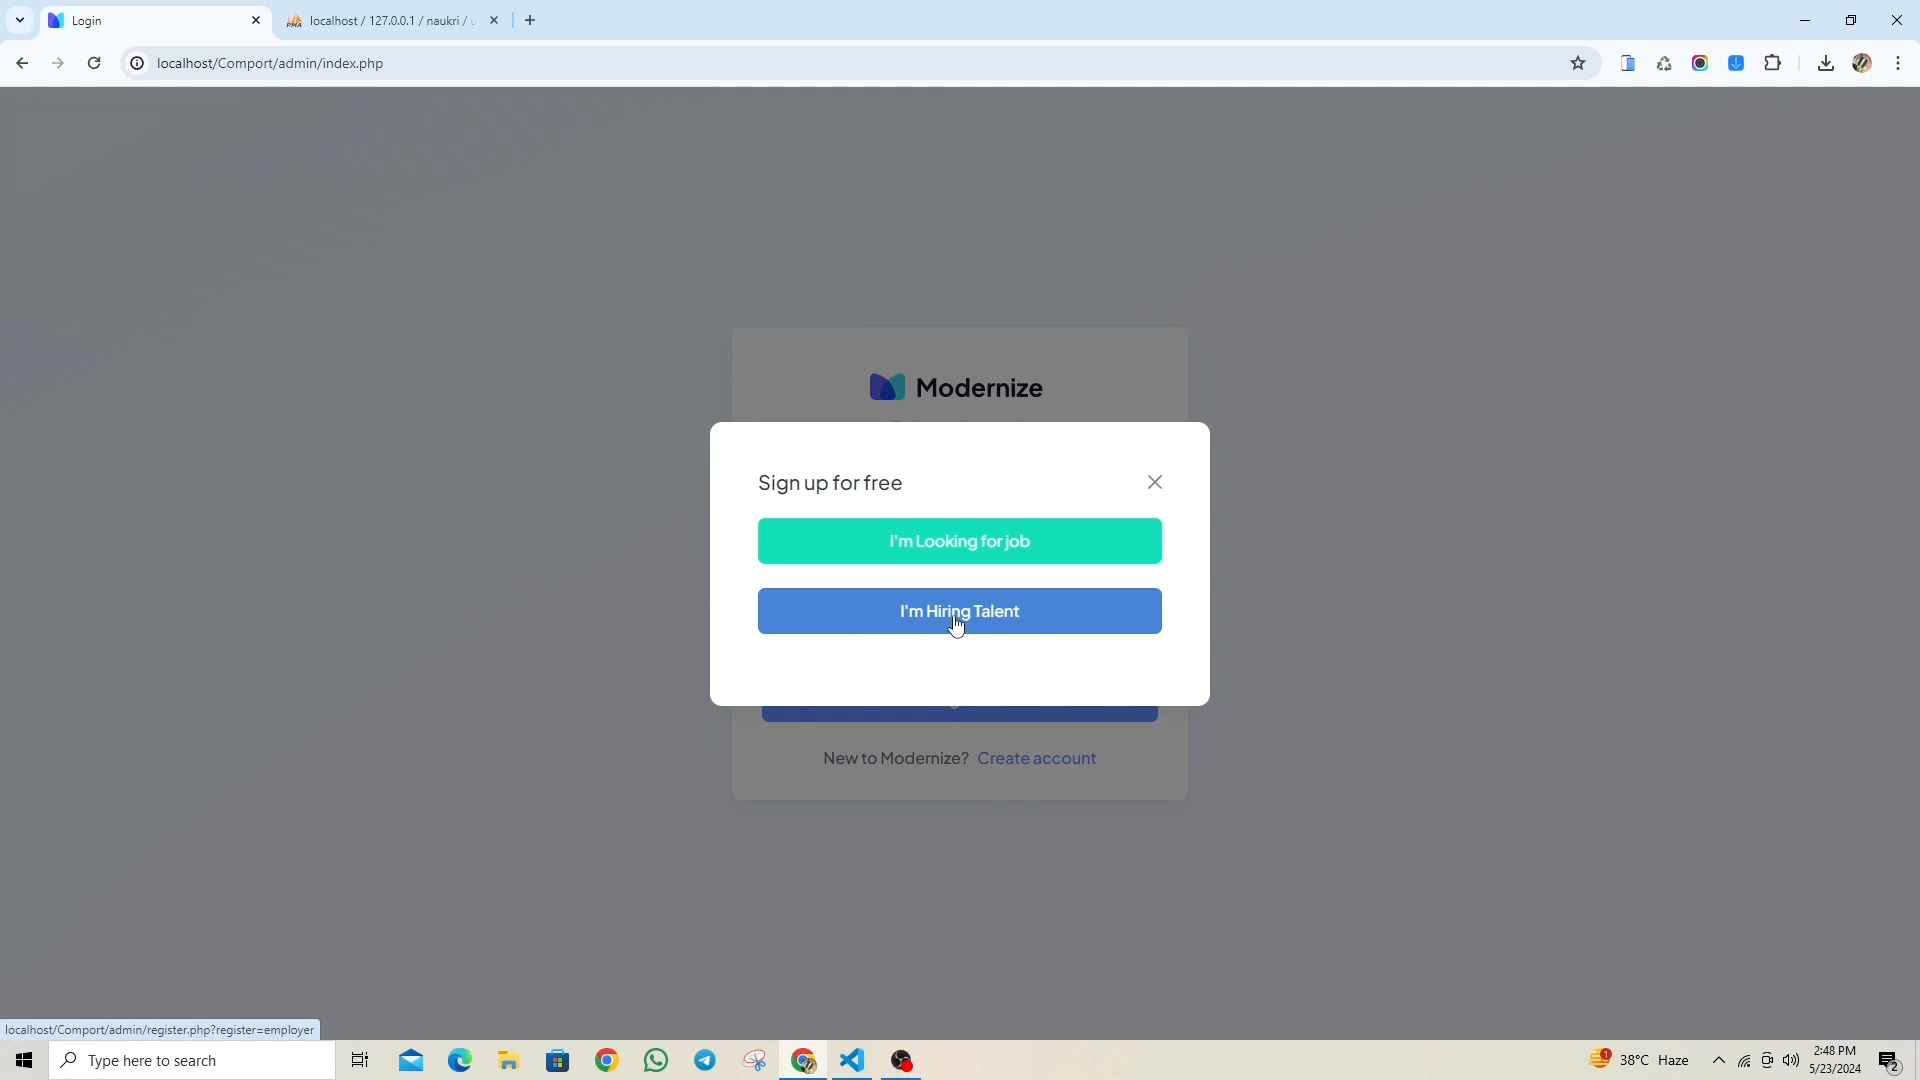 Login
localhost / 127.0.0.1 / naukri /
localhost/Comport/admin/index.php
Modernize
Sign up for free
I'm Looking for job
I'm Hiring Talent
New to Modernize? Create account
localhost/Comport/admin/register.php?register=employer
Type here to search
1
38°C Haze
2:48 PM
5/23/2024
2